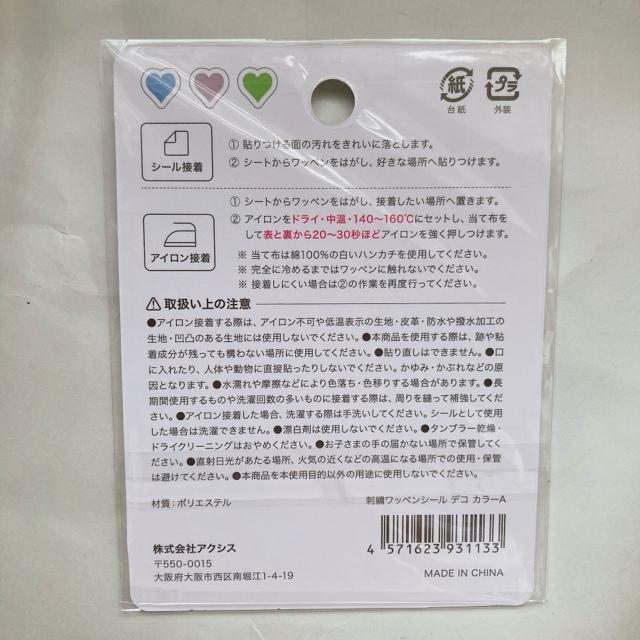 紙
プラ
台紙
外装
① 貼りつける面の汚れをきれいに落とします。
② シートからワッペンをはがし、好きな場所へ貼りつけます。
シール接着
① シートからワッペンをはがし、接着したい場所へ置きます。
② アイロンをドライ・中温・140〜160℃にセットし、当て布を
して表と裏から20〜30秒ほどアイロンを強く押しつけます。
アイロン接着
※ 当て布は綿100%の白いハンカチを使用してください。
※ 完全に冷めるまではワッペンに触れないでください。
※ 接着しにくい場合は②の作業を再度行ってください。
取扱い上の注意
●アイロン接着する際は、アイロン不可や低温表示の生地・皮革・防水や撥水加工の
生地・凹凸のある生地には使用しないでください。●本商品を使用する際は、跡や粘
着成分が残っても構わない場所に使用してください。●貼り直しはできません。●口
に入れたり、人体や動物に直接貼ったりしないでください。かゆみ・かぶれなどの原
因となります。●水濡れや摩擦などにより色落ち・色移りする場合があります。●長
期間使用するものや洗濯回数の多いものに接着する際は、周りを縫って補強してくだ
さい。●アイロン接着した場合、洗濯する際は手洗いしてください。シールとして使用
した場合は洗濯できません。●漂白剤は使用しないでください。●タンブラー乾燥・
ドライクリーニングはおやめください。●お子さまの手の届かない場所で保管してく
ださい。●直射日光があたる場所、火気の近くなどの高温になる場所での使用・保管
は避けてください。●本商品を本使用目的以外の用途に使用しないでください。
材質：ポリエステル
刺繍ワッペンシール デコ カラーA
4 571623 931133
株式会社アクシス
〒550-0015
大阪府大阪市西区南堀江1-4-19
MADE IN CHINA